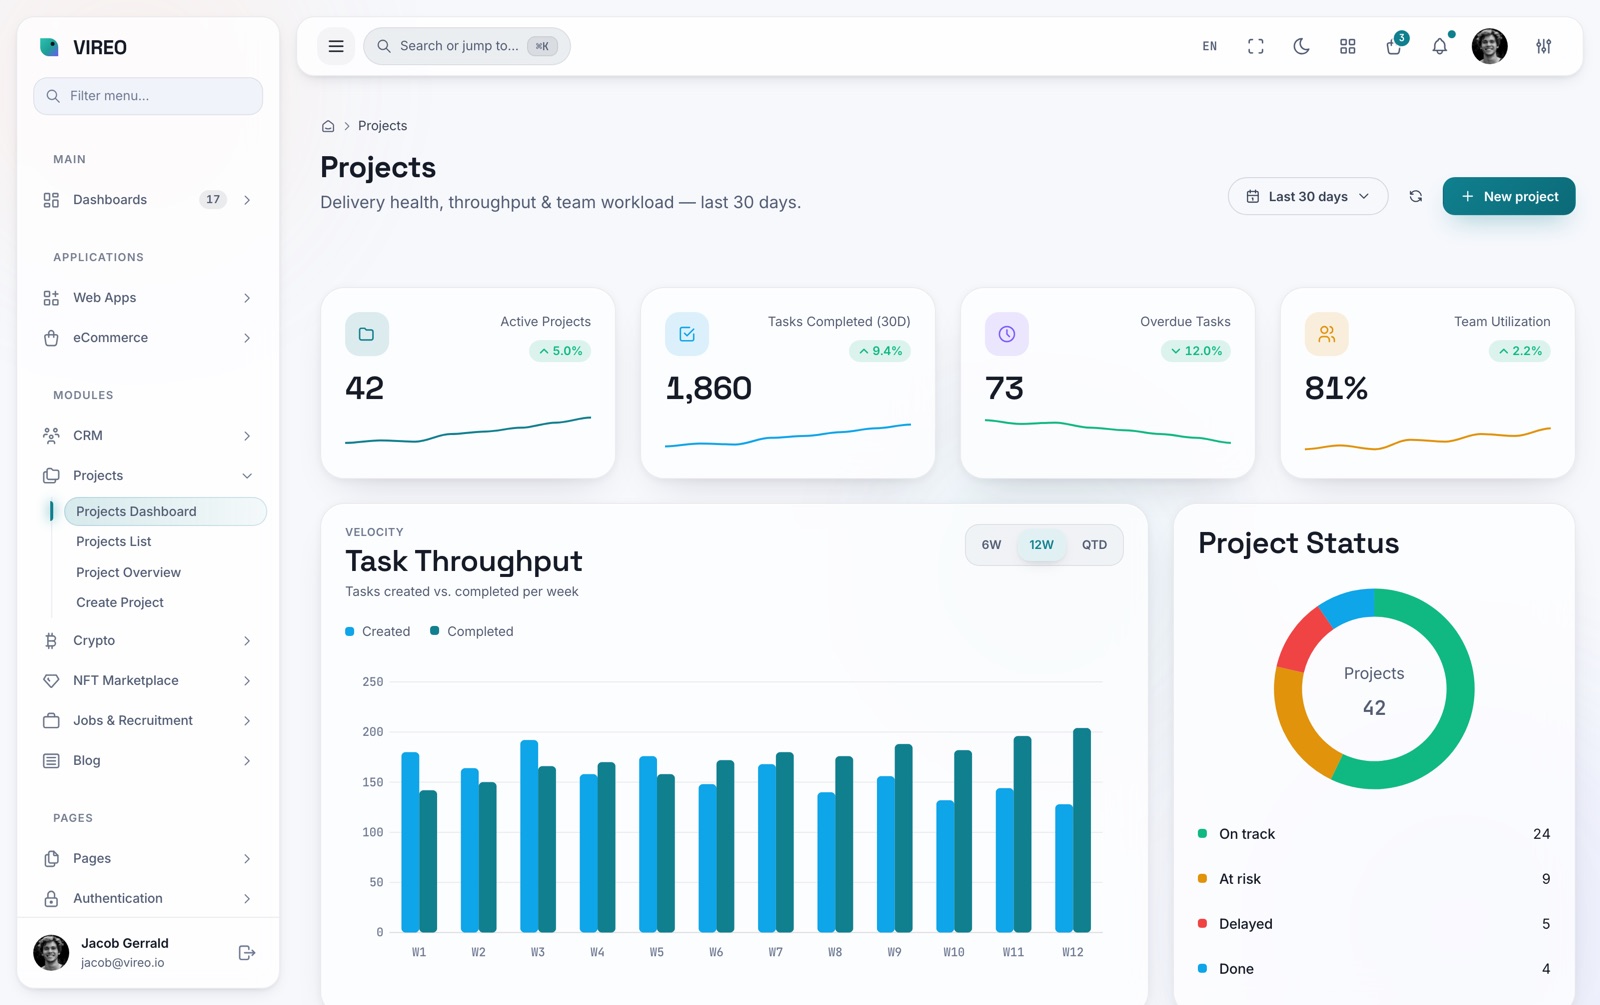 VIREO
Filter menu...
MAIN
Dashboards 17
APPLICATIONS
Web Apps
eCommerce
MODULES
CRM
Projects
Projects Dashboard
Projects List
Project Overview
Create Project
Crypto
NFT Marketplace
Jobs & Recruitment
Blog
PAGES
Pages
Authentication
Jacob Gerrald
jacob@vireo.io
Search or jump to... ⌘K
EN
3
Projects
Projects
Delivery health, throughput & team workload — last 30 days.
Last 30 days
New project
Active Projects
5.0%
42
Tasks Completed (30D)
9.4%
1,860
Overdue Tasks
12.0%
73
Team Utilization
2.2%
81%
VELOCITY
Task Throughput
Tasks created vs. completed per week
6W 12W QTD
Created Completed
250
200
150
100
50
0
W1 W2 W3 W4 W5 W6 W7 W8 W9 W10 W11 W12
Project Status
Projects
42
On track 24
At risk 9
Delayed 5
Done 4